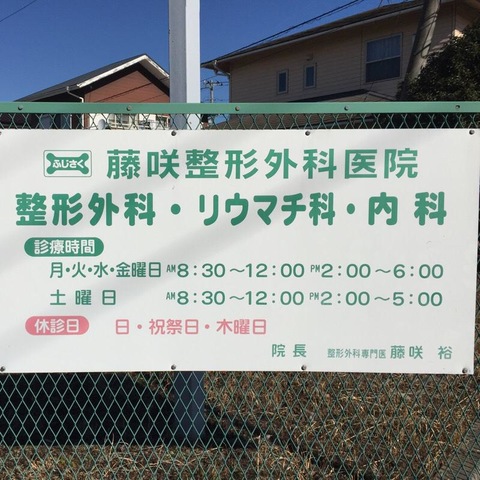 ふじさく 藤咲整形外科医院
整形外科・リウマチ科・内科
診療時間
月・火・水・金曜日 AM8:30〜12:00 PM2:00〜6:00
土曜日 AM8:30〜12:00 PM2:00〜5:00
休診日 日・祝祭日・木曜日
院長 整形外科専門医 藤咲 裕